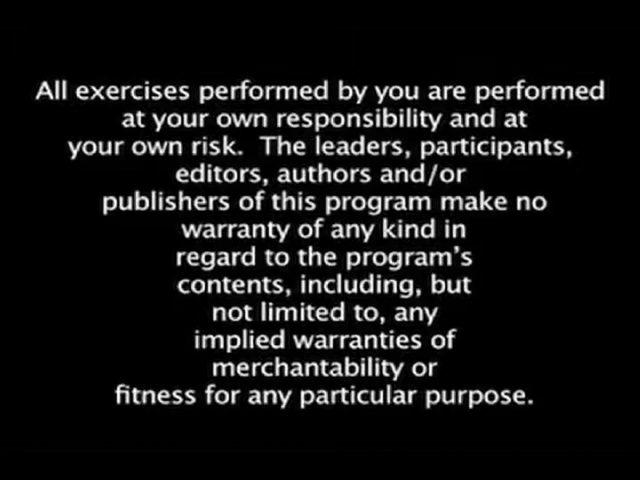 All exercises performed by you are performed
at your own responsibility and at
your own risk.  The leaders, participants,
editors, authors and/or
publishers of this program make no
warranty of any kind in
regard to the program’s
contents, including, but
not limited to, any
implied warranties of
merchantability or
fitness for any particular purpose.